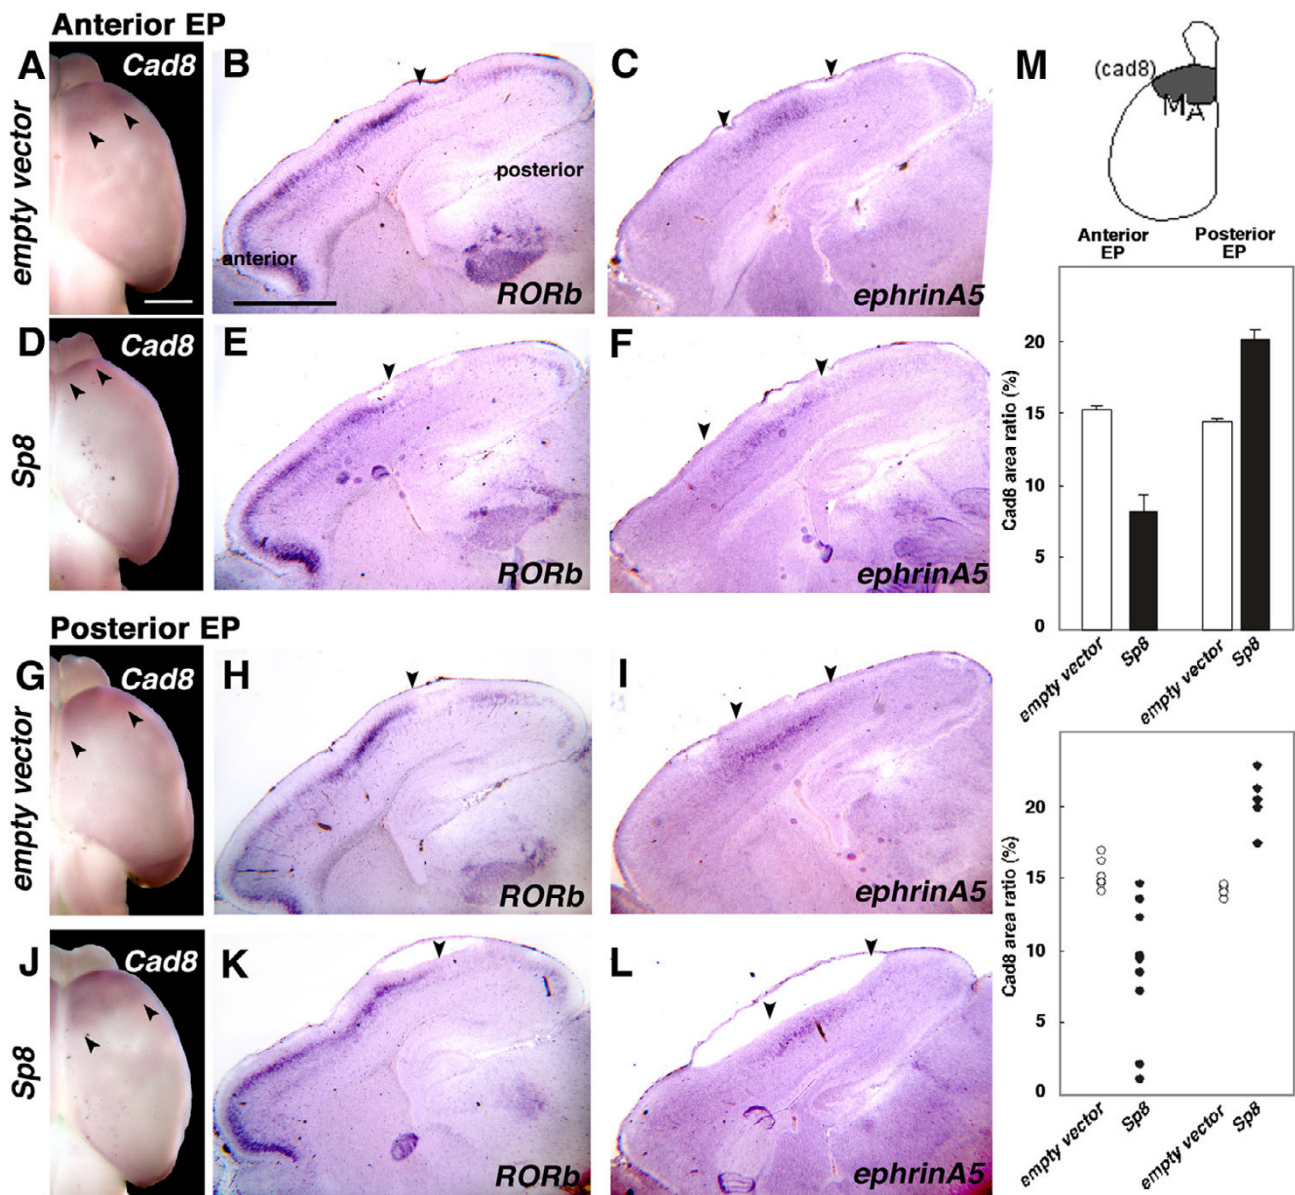 Anterior EP
A
Cad8
empty vector
B
anterior
posterior
RORb
C
ephrinA5
D
Cad8
Sp8
E
RORb
F
ephrinA5
Posterior EP
G
Cad8
empty vector
H
RORb
I
ephrinA5
J
Cad8
Sp8
K
RORb
L
ephrinA5
M
(cad8)
M A
Anterior EP
Posterior EP
Cad8 area ratio (%)
20
15
10
5
0
empty vector
Sp8
empty vector
Sp8
Cad8 area ratio (%)
20
15
10
5
0
empty vector
Sp8
empty vector
Sp8